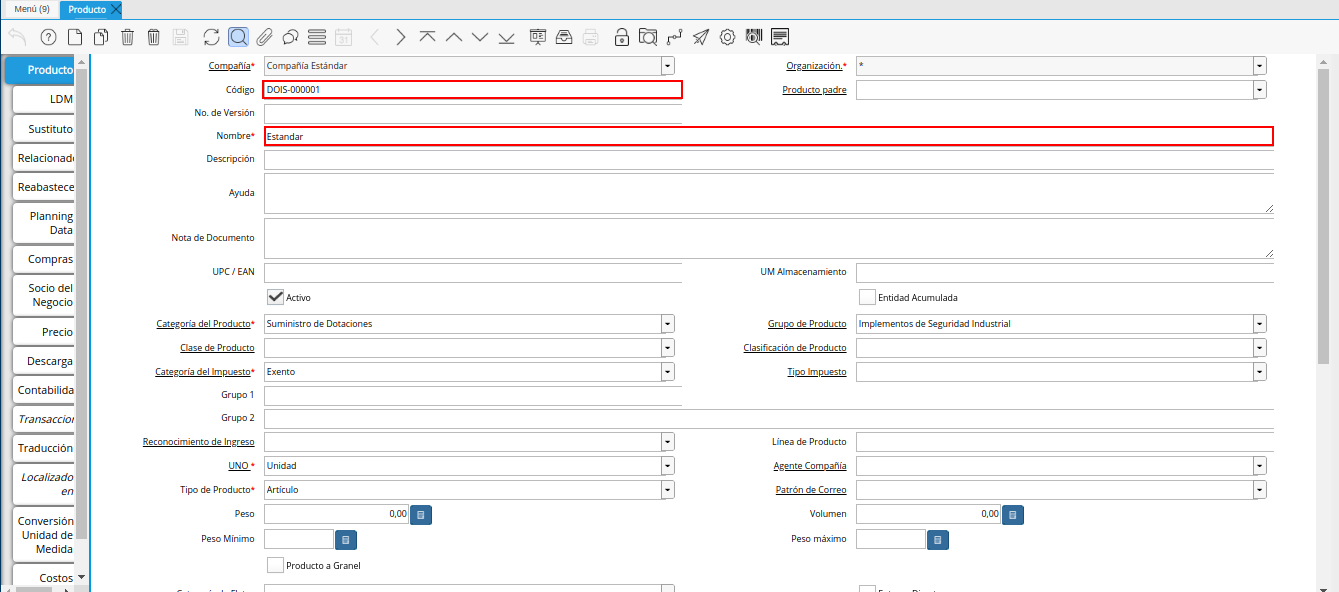 Menú (9) Producto
Producto
LDM
Sustituto
Relacionad
Reabastece
Planning
Data
Compras
Socio del
Negocio
Precio
Descarga
Contabilida
Transaccion
Traducción
Localizado
en
Conversión
Unidad de
Medida
Costos
Compañía* Compañía Estándar Organización.* *
Código DOIS-000001 Producto padre
No. de Versión
Nombre* Estandar
Descripción
Ayuda
Nota de Documento
UPC / EAN UM Almacenamiento
Activo Entidad Acumulada
Categoría del Producto* Suministro de Dotaciones Grupo de Producto Implementos de Seguridad Industrial
Clase de Producto Clasificación de Producto
Categoría del Impuesto* Exento Tipo Impuesto
Grupo 1
Grupo 2
Reconocimiento de Ingreso Línea de Producto
UNO * Unidad Agente Compañía
Tipo de Producto* Artículo Patrón de Correo
Peso 0,00 Volumen 0,00
Peso Mínimo Peso máximo
Producto a Granel